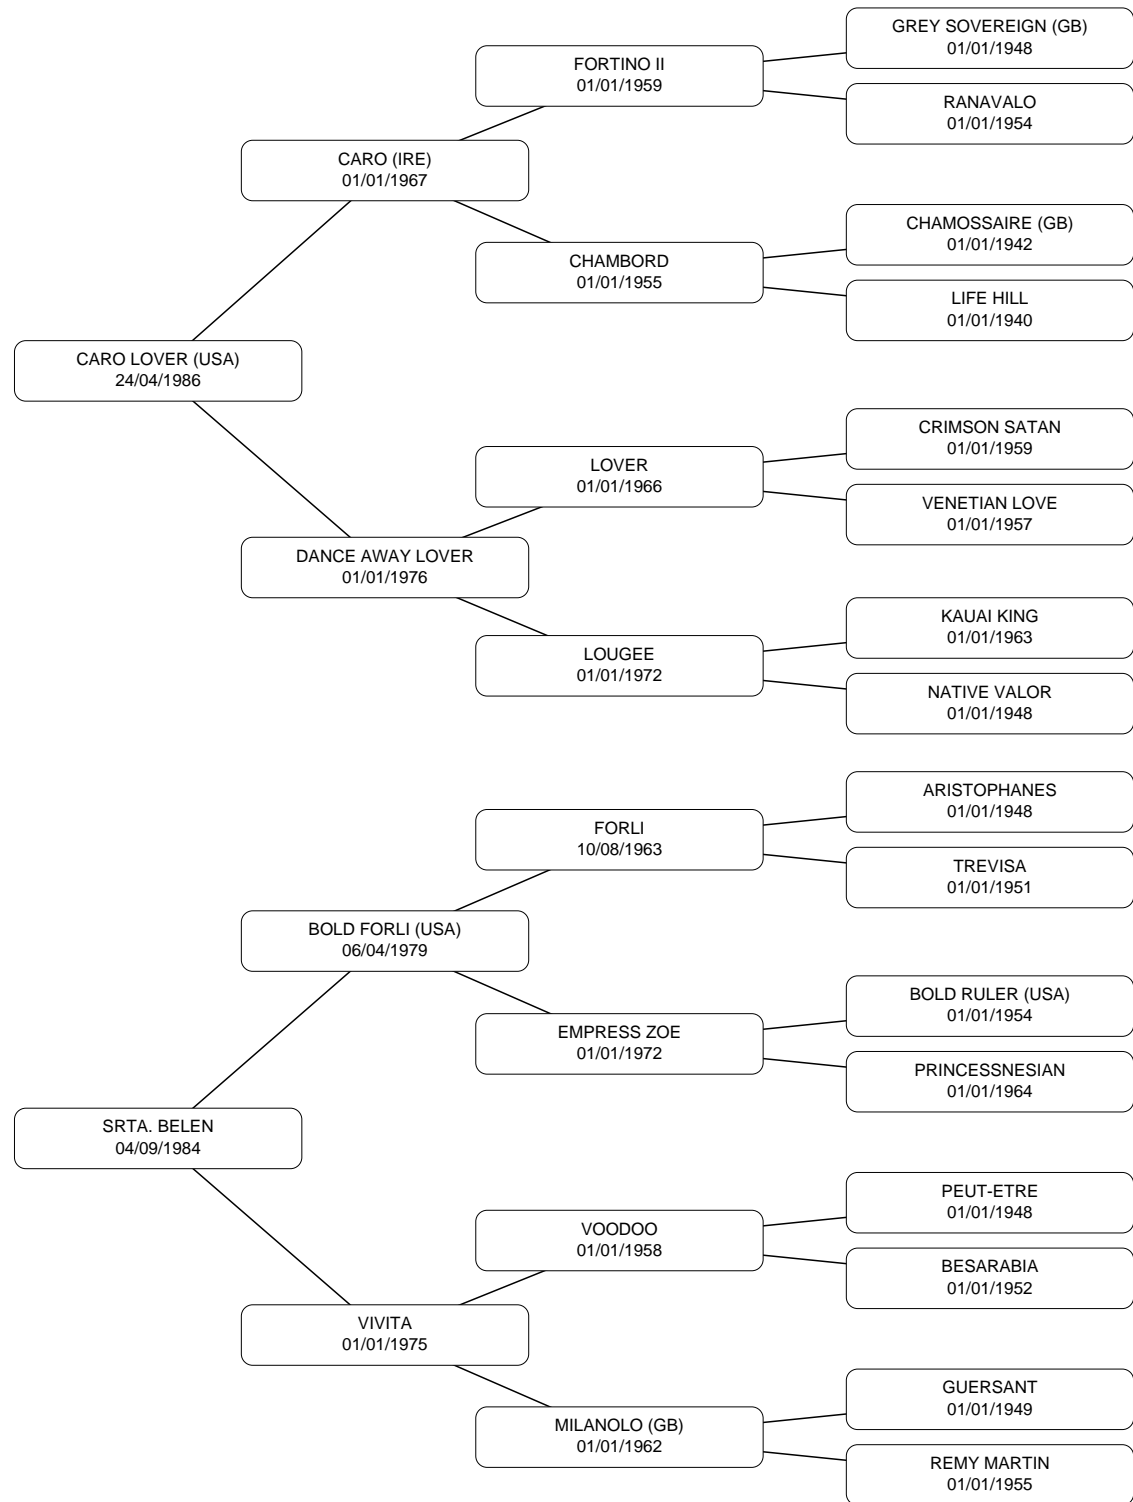 GREY SOVEREIGN (GB)
01/01/1948
FORTINO II
01/01/1959
RANAVALO
01/01/1954
CARO (IRE)
01/01/1967
CHAMOSSAIRE (GB)
01/01/1942
CHAMBORD
01/01/1955
LIFE HILL
01/01/1940
CARO LOVER (USA)
24/04/1986
CRIMSON SATAN
01/01/1959
LOVER
01/01/1966
VENETIAN LOVE
01/01/1957
DANCE AWAY LOVER
01/01/1976
KAUAI KING
01/01/1963
LOUGEE
01/01/1972
NATIVE VALOR
01/01/1948
ARISTOPHANES
01/01/1948
FORLI
10/08/1963
TREVISA
01/01/1951
BOLD FORLI (USA)
06/04/1979
BOLD RULER (USA)
01/01/1954
EMPRESS ZOE
01/01/1972
PRINCESSNESIAN
01/01/1964
SRTA. BELEN
04/09/1984
PEUT-ETRE
01/01/1948
VOODOO
01/01/1958
BESARABIA
01/01/1952
VIVITA
01/01/1975
GUERSANT
01/01/1949
MILANOLO (GB)
01/01/1962
REMY MARTIN
01/01/1955